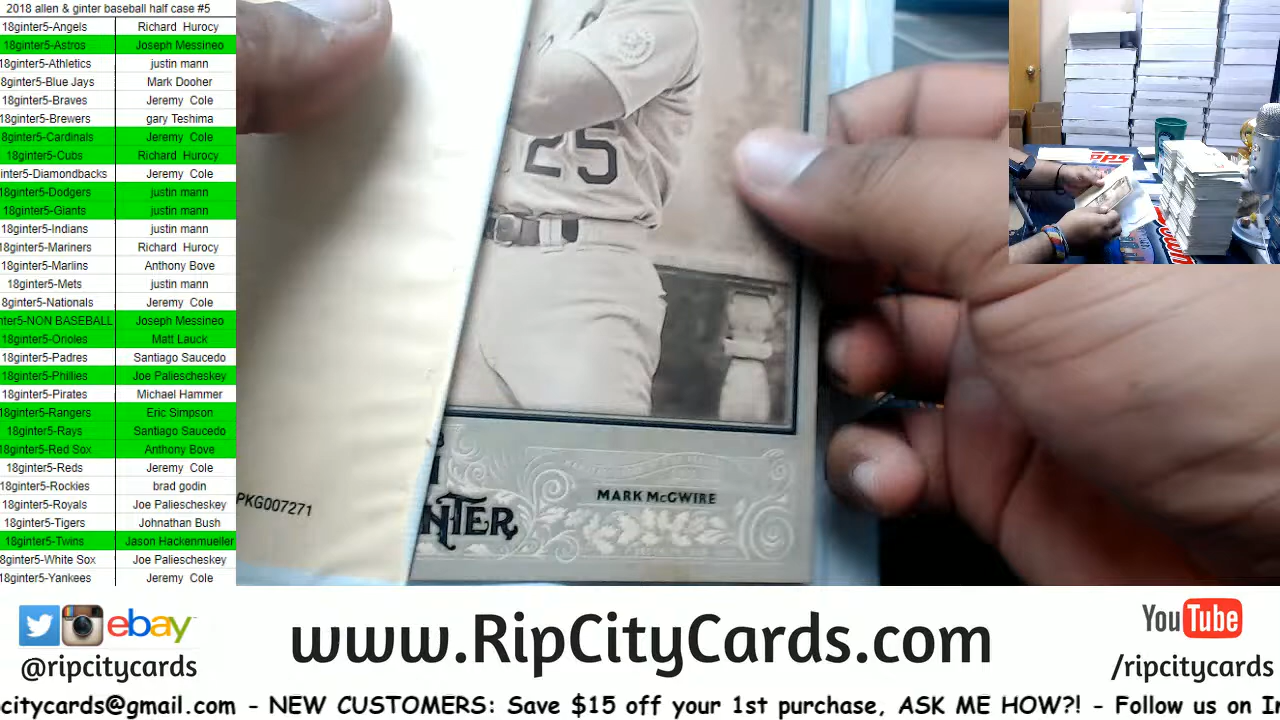 2018 allen & ginter baseball half case #5
18ginter5-Angels Richard Hurocy
18ginter5-Astros Joseph Messineo
18ginter5-Athletics justin mann
8ginter5-Blue Jays Mark Dooher
18ginter5-Braves Jeremy Cole
18ginter5-Brewers gary Teshima
8ginter5-Cardinals Jeremy Cole
18ginter5-Cubs Richard Hurocy
inter5-Diamondbacks Jeremy Cole
18ginter5-Dodgers justin mann
18ginter5-Giants justin mann
18ginter5-Indians justin mann
18ginter5-Mariners Richard Hurocy
18ginter5-Marlins Anthony Bove
18ginter5-Mets justin mann
8ginter5-Nationals Jeremy Cole
nter5-NON BASEBALL Joseph Messineo
18ginter5-Orioles Matt Lauck
18ginter5-Padres Santiago Saucedo
18ginter5-Phillies Joe Paliescheskey
18ginter5-Pirates Michael Hammer
18ginter5-Rangers Eric Simpson
18ginter5-Rays Santiago Saucedo
18ginter5-Red Sox Anthony Bove
18ginter5-Reds Jeremy Cole
18ginter5-Rockies brad godin
18ginter5-Royals Joe Paliescheskey
18ginter5-Tigers Johnathan Bush
18ginter5-Twins Jason Hackenmueller
8ginter5-White Sox Joe Paliescheskey
18ginter5-Yankees Jeremy Cole
25
MARK McGWIRE
NTER
PKG007271
ebay
@ripcitycards
www.RipCityCards.com
YouTube
/ripcitycards
citycards@gmail.com - NEW CUSTOMERS: Save $15 off your 1st purchase, ASK ME HOW?! - Follow us on In